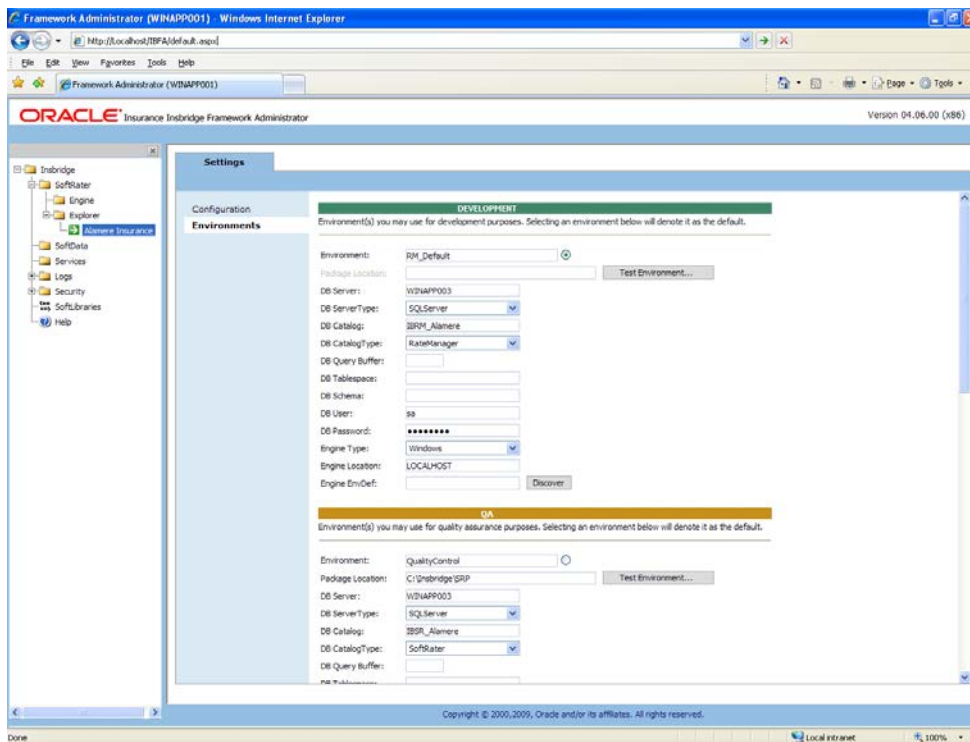 Framework Administrator (WINAPP001) - Windows Internet Explorer
http://localhost/IBFA/default.aspx
File Edit View Favorites Tools Help
Framework Administrator (WINAPP001)
Page Tools
ORACLE Insurance Insbridge Framework Administrator
Version 04.06.00 (x86)
Insbridge
SoftRater
Engine
Explorer
Alamere Insurance
SoftData
Services
Logs
Security
SoftLibraries
Help
Settings
Configuration
Environments
DEVELOPMENT
Environment(s) you may use for development purposes. Selecting an environment below will denote it as the default.
Environment: RM_Default
Package Location: Test Environment...
DB Server: WINAPP003
DB ServerType: SQLServer
DB Catalog: IBRM_Alamere
DB CatalogType: RateManager
DB Query Buffer:
DB Tablespace:
DB Schema:
DB User: sa
DB Password: ••••••••
Engine Type: Windows
Engine Location: LOCALHOST
Engine EnvDef: Discover
QA
Environment(s) you may use for quality assurance purposes. Selecting an environment below will denote it as the default.
Environment: QualityControl
Package Location: C:\Insbridge\SRP Test Environment...
DB Server: WINAPP003
DB ServerType: SQLServer
DB Catalog: IBSR_Alamere
DB CatalogType: SoftRater
DB Query Buffer:
DB Tablespace:
Copyright © 2000,2009, Oracle and/or its affiliates. All rights reserved.
Done
Local intranet
100%